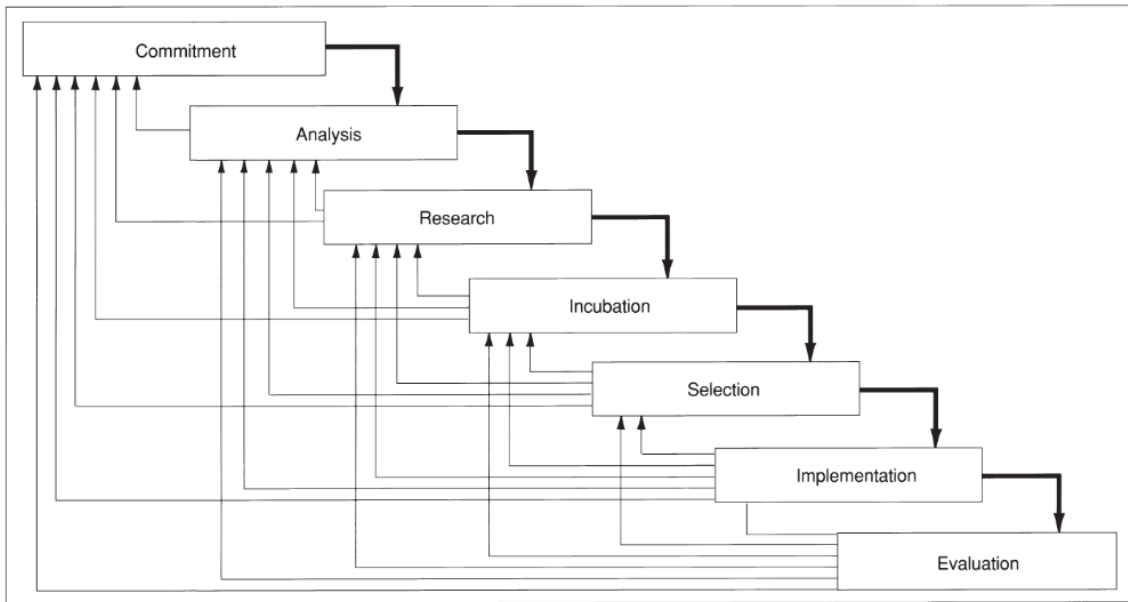 Commitment
Analysis
Research
Incubation
Selection
Implementation
Evaluation